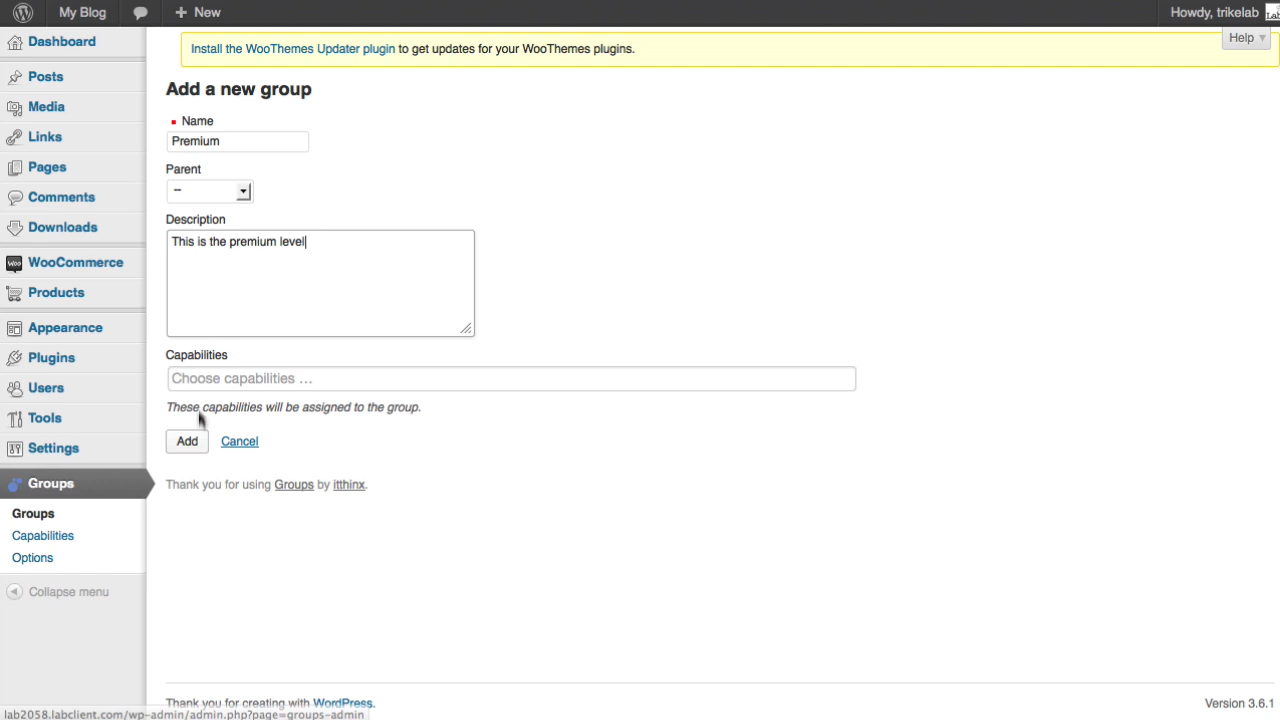 My Blog
New
Howdy, trikelab
Help
Dashboard
Posts
Media
Links
Pages
Comments
Downloads
WooCommerce
Products
Appearance
Plugins
Users
Tools
Settings
Groups
Groups
Capabilities
Options
Collapse menu
Install the WooThemes Updater plugin to get updates for your WooThemes plugins.
Add a new group
Name
Premium
Parent
--
Description
This is the premium level
Capabilities
Choose capabilities …
These capabilities will be assigned to the group.
Add Cancel
Thank you for using Groups by itthinx.
Thank you for creating with WordPress.
Version 3.6.1
lab2058.labclient.com/wp-admin/admin.php?page=groups-admin